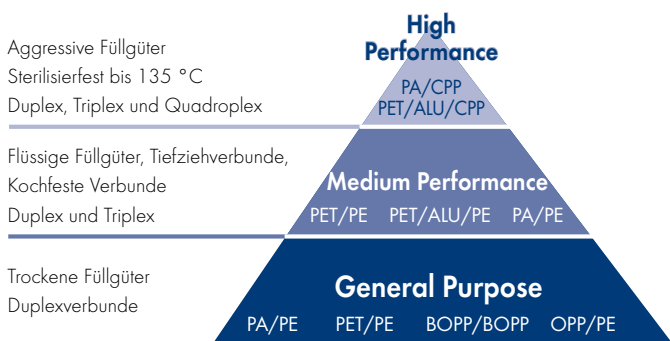 High
Performance
Aggressive Füllgüter
Sterilisierfest bis 135 °C
Duplex, Triplex und Quadroplex
PA/CPP
PET/ALU/CPP
Flüssige Füllgüter, Tiefziehverbunde,
Kochfeste Verbunde
Duplex und Triplex
Medium Performance
PET/PE PET/ALU/PE PA/PE
Trockene Füllgüter
Duplexverbunde
General Purpose
PA/PE PET/PE BOPP/BOPP OPP/PE